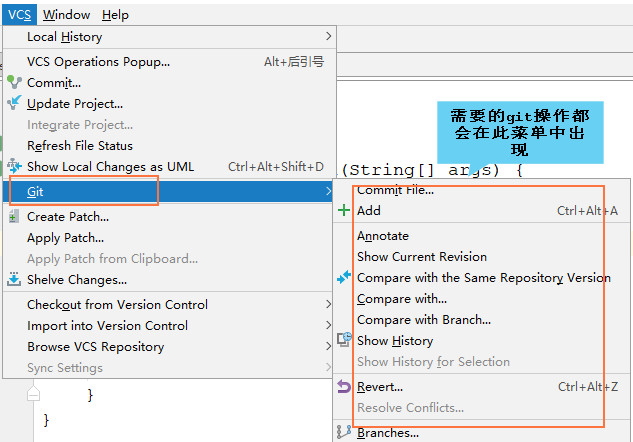 VCS Window Help
Local History
VCS Operations Popup... Alt+后引号
Commit...
Update Project...
Integrate Project...
Refresh File Status
Show Local Changes as UML Ctrl+Alt+Shift+D
Git
Create Patch...
Apply Patch...
Apply Patch from Clipboard...
Shelve Changes...
Checkout from Version Control
Import into Version Control
Browse VCS Repository
Sync Settings
需要的git操作都
会在此菜单中出
现
(String[] args) {
Commit File...
Add Ctrl+Alt+A
Annotate
Show Current Revision
Compare with the Same Repository Version
Compare with...
Compare with Branch...
Show History
Show History for Selection
Revert... Ctrl+Alt+Z
Resolve Conflicts...
Branches...
}
}